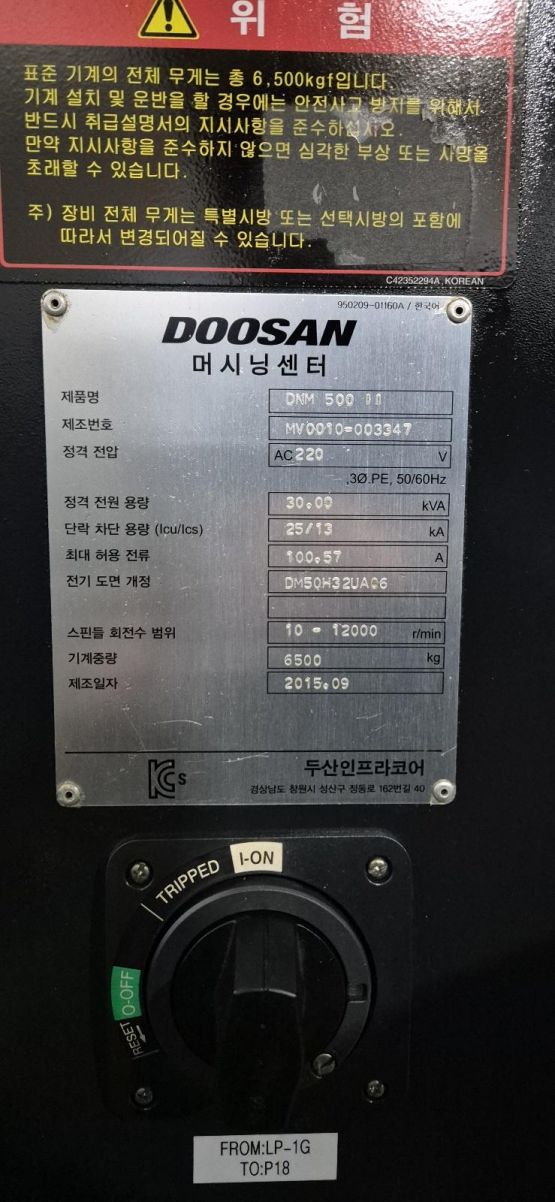 위 험
표준 기계의 전체 무게는 총 6,500kgf입니다
기계 설치 및 운반을 할 경우에는 안전사고 방지를 위해서
반드시 취급설명서의 지시사항을 준수하십시오.
만약 지시사항을 준수하지 않으면 심각한 부상 또는 사망을
초래할 수 있습니다.
주) 장비 전체 무게는 특별시방 또는 선택시방의 포함에
따라서 변경되어질 수 있습니다.
C42352294A, KOREAN
950209-01160A / 한국어
DOOSAN
머시닝센터
제품명 DNM 500 II
제조번호 MV0010-003347
정격 전압 AC 220 V
,3Ø.PE, 50/60Hz
정격 전원 용량 30.00 kVA
단락 차단 용량 (Icu/Ics) 25/13 kA
최대 허용 전류 100.57 A
전기 도면 개정 DM50H32UA06
스핀들 회전수 범위 10 - 12000 r/min
기계중량 6500 kg
제조일자 2015.09
KCs 두산인프라코어
경상남도 창원시 성산구 정동로 162번길 40
I-ON
TRIPPED
O-OFF
RESET
FROM:LP-1G
TO:P18